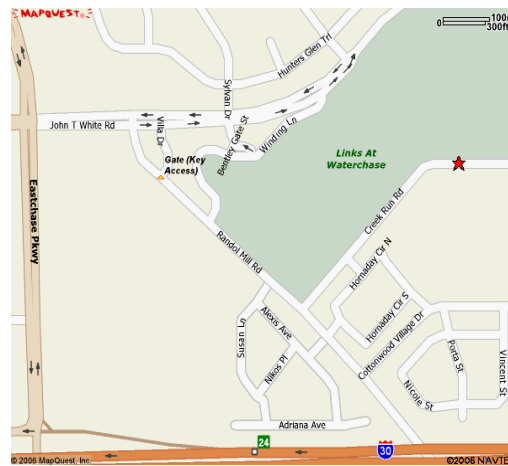 MAPQUEST
0 100m
300ft
Hunters Glen Trl
Sylvan Dr
John T White Rd
Villa Dr
Bentley Gate St
Winding Ln
Gate (Key
Access)
Links At
Waterchase
Eastchase Pkwy
Creek Run Rd
Randol Mill Rd
Hornaday Cir N
Alexis Ave
Susan Ln
Hornaday Cir S
Cottonwood Village Dr
Nikos Pl
Porta St
Vincent St
Nicole St
Adriana Ave
24
30
© 2006 MapQuest, Inc.
©2006 NAVTE